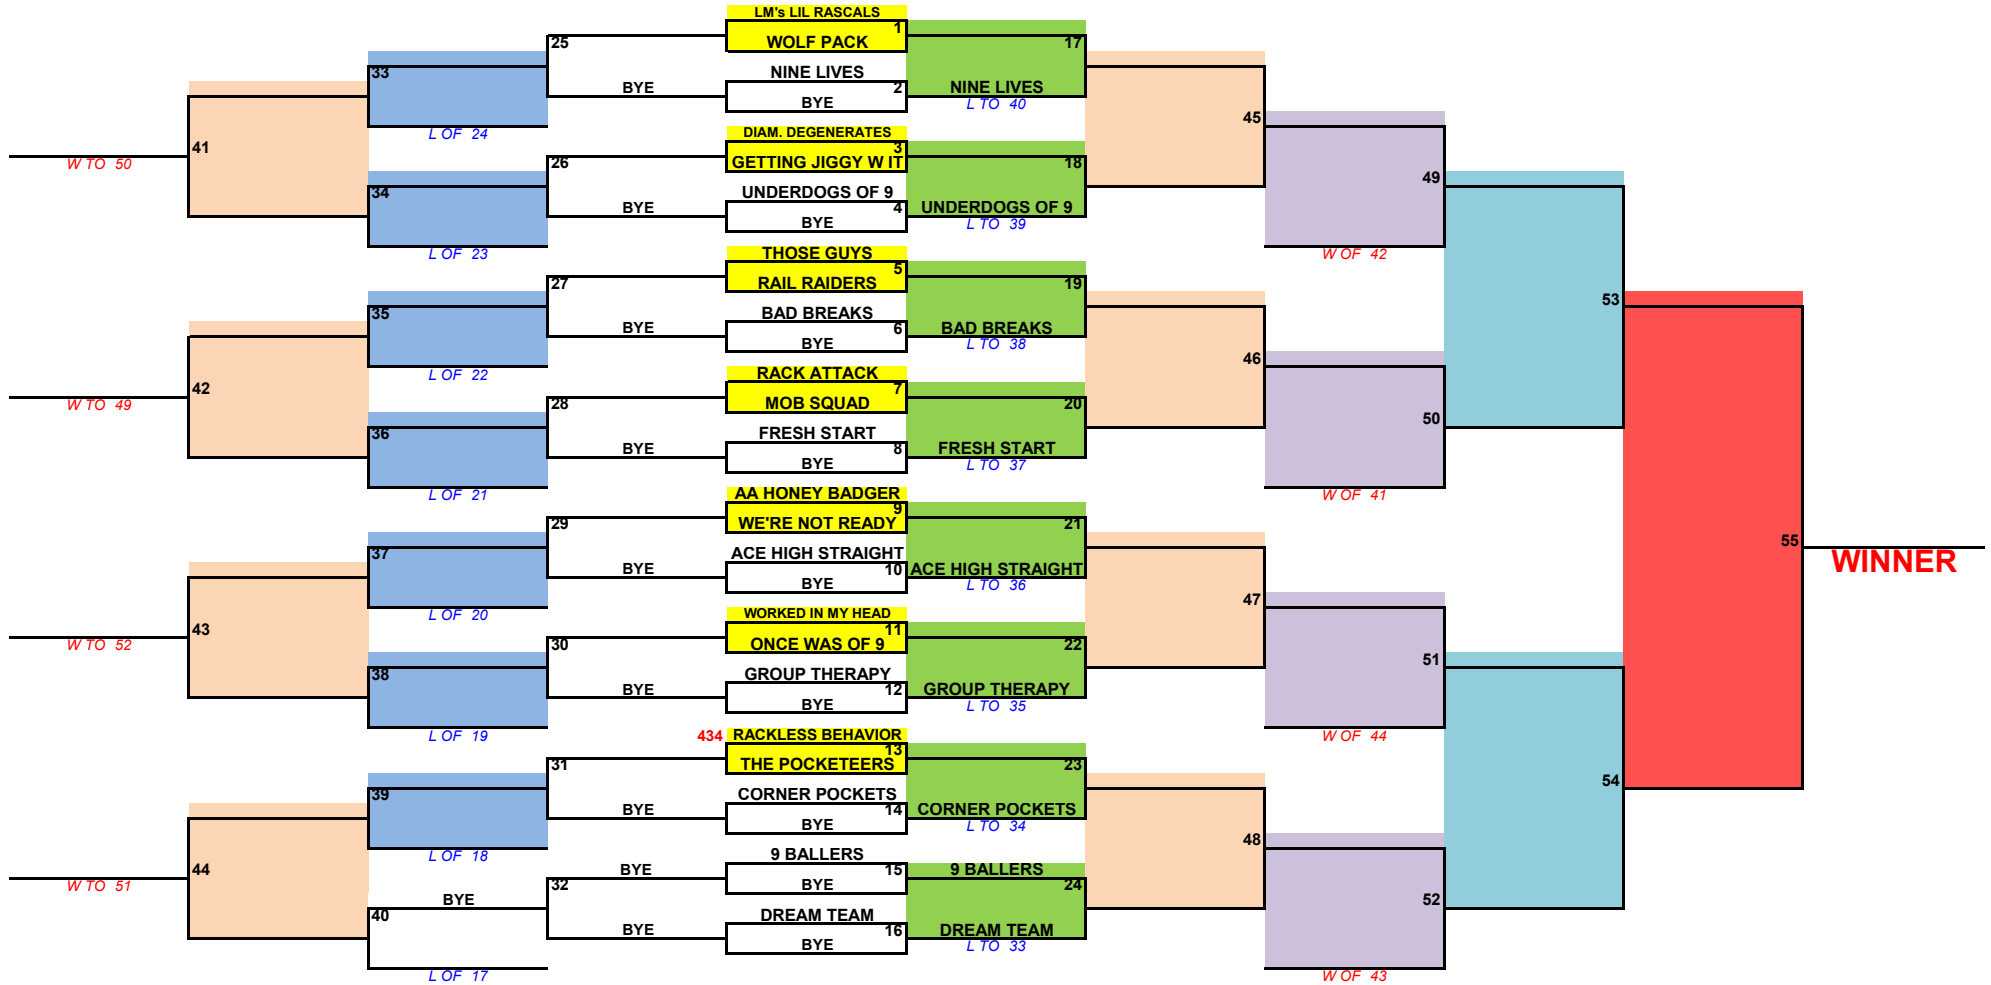 LM's LIL RASCALS
1
25
WOLF PACK
17
33
NINE LIVES
BYE
2
NINE LIVES
BYE
L TO 40
45
L OF 24
DIAM. DEGENERATES
41
3
W TO 50
26
GETTING JIGGY W IT
18
49
34
UNDERDOGS OF 9
BYE
4
UNDERDOGS OF 9
BYE
L TO 39
L OF 23
THOSE GUYS
W OF 42
5
27
RAIL RAIDERS
19
53
35
BAD BREAKS
BYE
6
BAD BREAKS
BYE
L TO 38
46
L OF 22
RACK ATTACK
42
7
W TO 49
28
MOB SQUAD
20
50
36
FRESH START
BYE
8
FRESH START
BYE
L TO 37
L OF 21
AA HONEY BADGER
W OF 41
9
29
WE'RE NOT READY
21
55
37
ACE HIGH STRAIGHT
WINNER
BYE
10
ACE HIGH STRAIGHT
BYE
L TO 36
47
L OF 20
WORKED IN MY HEAD
43
11
W TO 52
30
ONCE WAS OF 9
22
51
38
GROUP THERAPY
BYE
12
GROUP THERAPY
BYE
L TO 35
L OF 19
434
RACKLESS BEHAVIOR
W OF 44
13
31
THE POCKETEERS
23
54
39
CORNER POCKETS
BYE
14
CORNER POCKETS
BYE
L TO 34
48
L OF 18
9 BALLERS
44
BYE
15
9 BALLERS
W TO 51
32
BYE
24
BYE
52
40
DREAM TEAM
BYE
16
DREAM TEAM
BYE
L TO 33
L OF 17
W OF 43